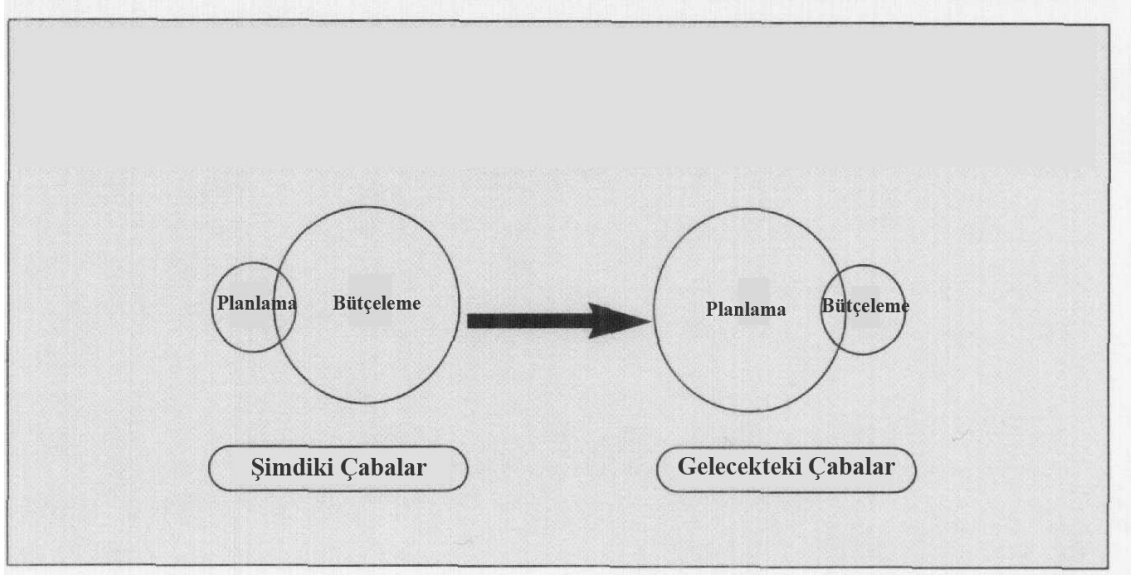 Planlama
Bütçeleme
Planlama
Bütçeleme
Şimdiki Çabalar
Gelecekteki Çabalar